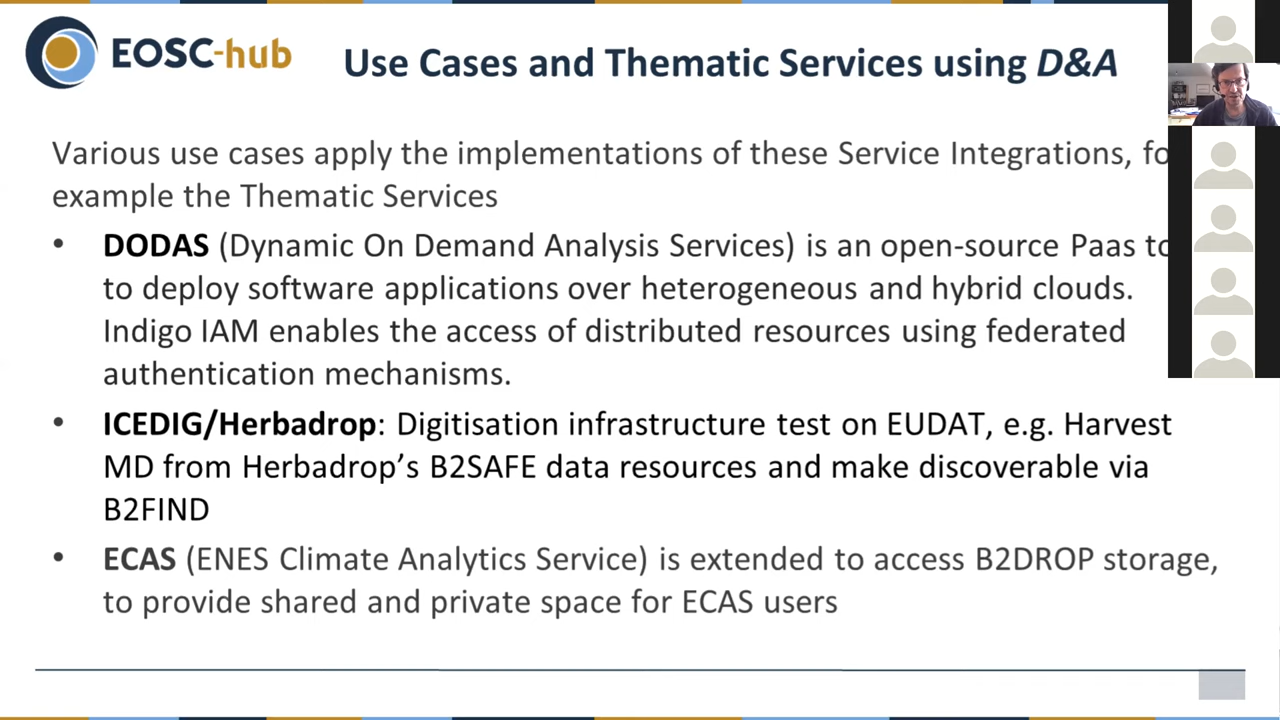 EOSC-hub
Use Cases and Thematic Services using D&A
Various use cases apply the implementations of these Service Integrations, fo
example the Thematic Services
• DODAS (Dynamic On Demand Analysis Services) is an open-source Paas to
to deploy software applications over heterogeneous and hybrid clouds.
Indigo IAM enables the access of distributed resources using federated
authentication mechanisms.
• ICEDIG/Herbadrop: Digitisation infrastructure test on EUDAT, e.g. Harvest
MD from Herbadrop’s B2SAFE data resources and make discoverable via
B2FIND
• ECAS (ENES Climate Analytics Service) is extended to access B2DROP storage,
to provide shared and private space for ECAS users